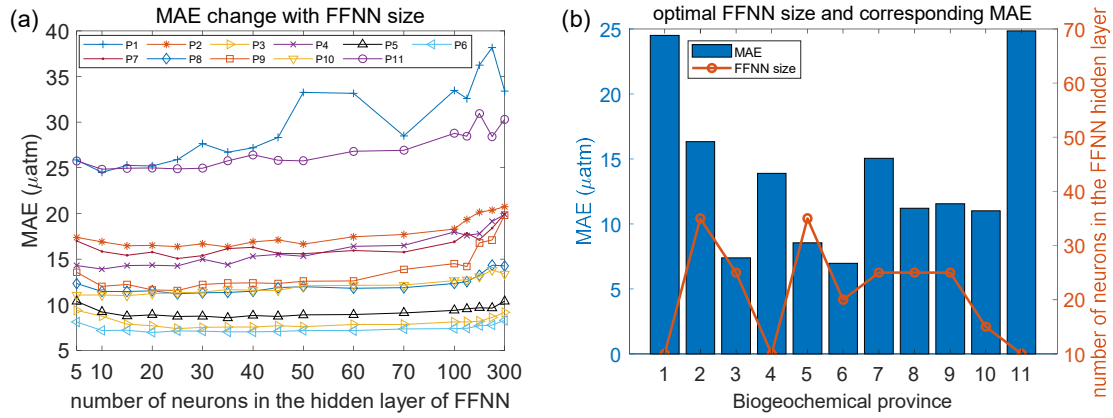 (a)
MAE change with FFNN size
MAE (μatm)
40
35
30
25
20
15
10
5
P1 P2 P3 P4 P5 P6
P7 P8 P9 P10 P11
5 10 20 30 40 50 60 70 100 300
number of neurons in the hidden layer of FFNN
(b)
optimal FFNN size and corresponding MAE
MAE (μatm)
25
20
15
10
5
0
MAE
FFNN size
70
60
50
40
30
20
10
number of neurons in the FFNN hidden layer
1 2 3 4 5 6 7 8 9 10 11
Biogeochemical province